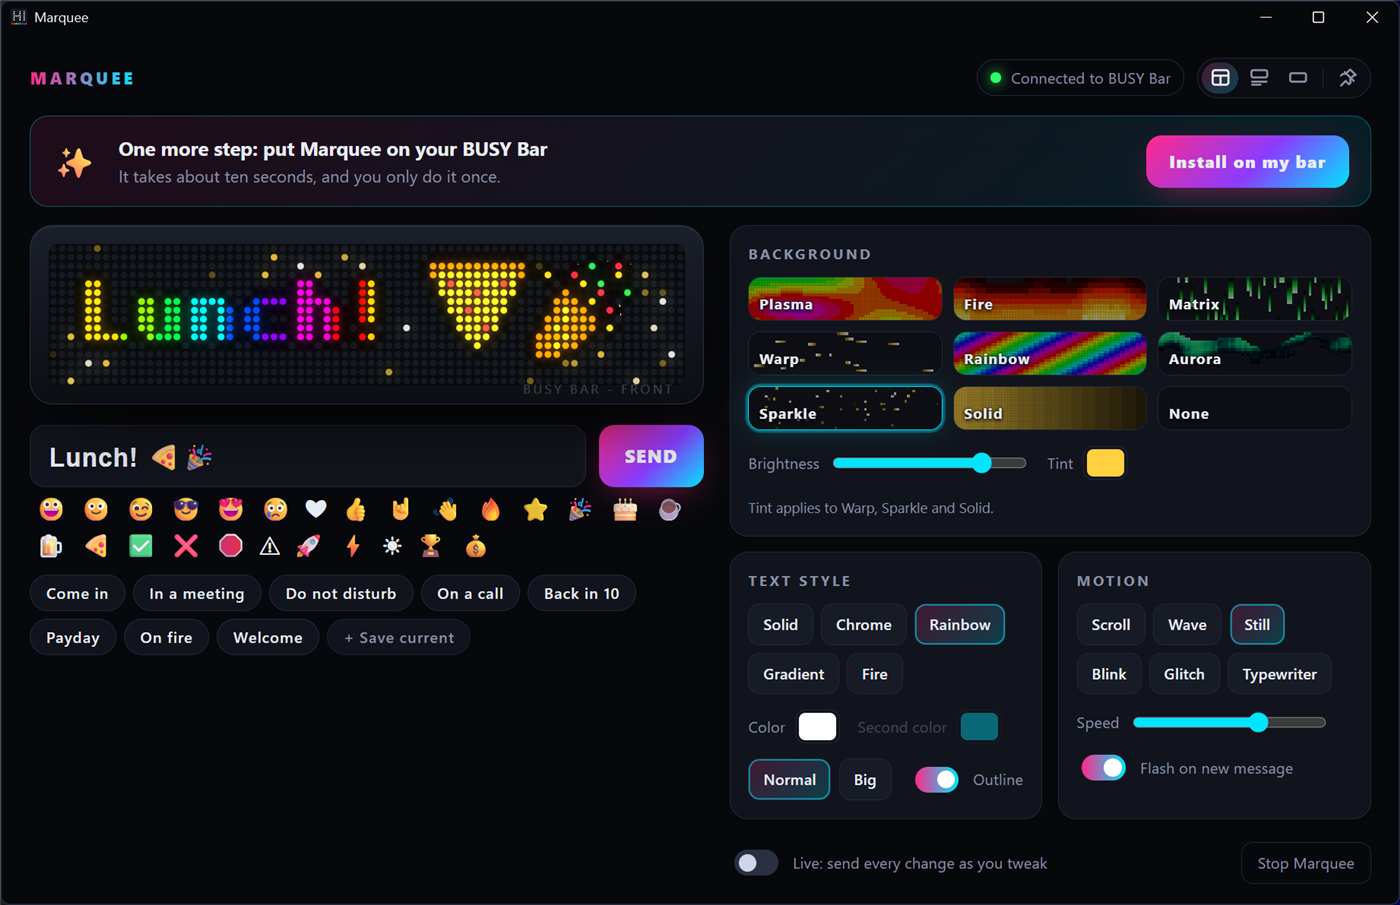 Marquee
MARQUEE
Connected to BUSY Bar
One more step: put Marquee on your BUSY Bar
It takes about ten seconds, and you only do it once.
Install on my bar
Lunch!
BUSY BAR - FRONT
Lunch!
SEND
Come in
In a meeting
Do not disturb
On a call
Back in 10
Payday
On fire
Welcome
+ Save current
BACKGROUND
Plasma
Fire
Matrix
Warp
Rainbow
Aurora
Sparkle
Solid
None
Brightness
Tint
Tint applies to Warp, Sparkle and Solid.
TEXT STYLE
Solid
Chrome
Rainbow
Gradient
Fire
Color
Second color
Normal
Big
Outline
MOTION
Scroll
Wave
Still
Blink
Glitch
Typewriter
Speed
Flash on new message
Live: send every change as you tweak
Stop Marquee